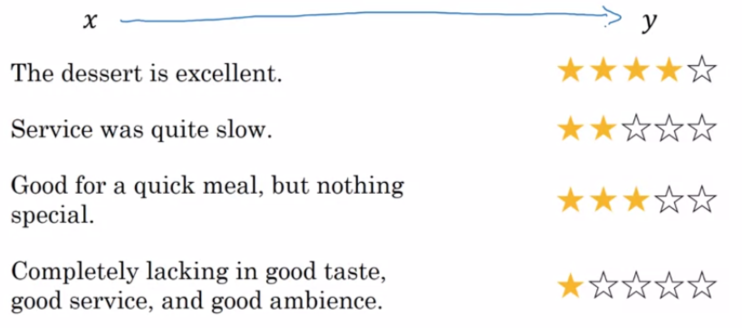 x y
The dessert is excellent.
Service was quite slow.
Good for a quick meal, but nothing
special.
Completely lacking in good taste,
good service, and good ambience.